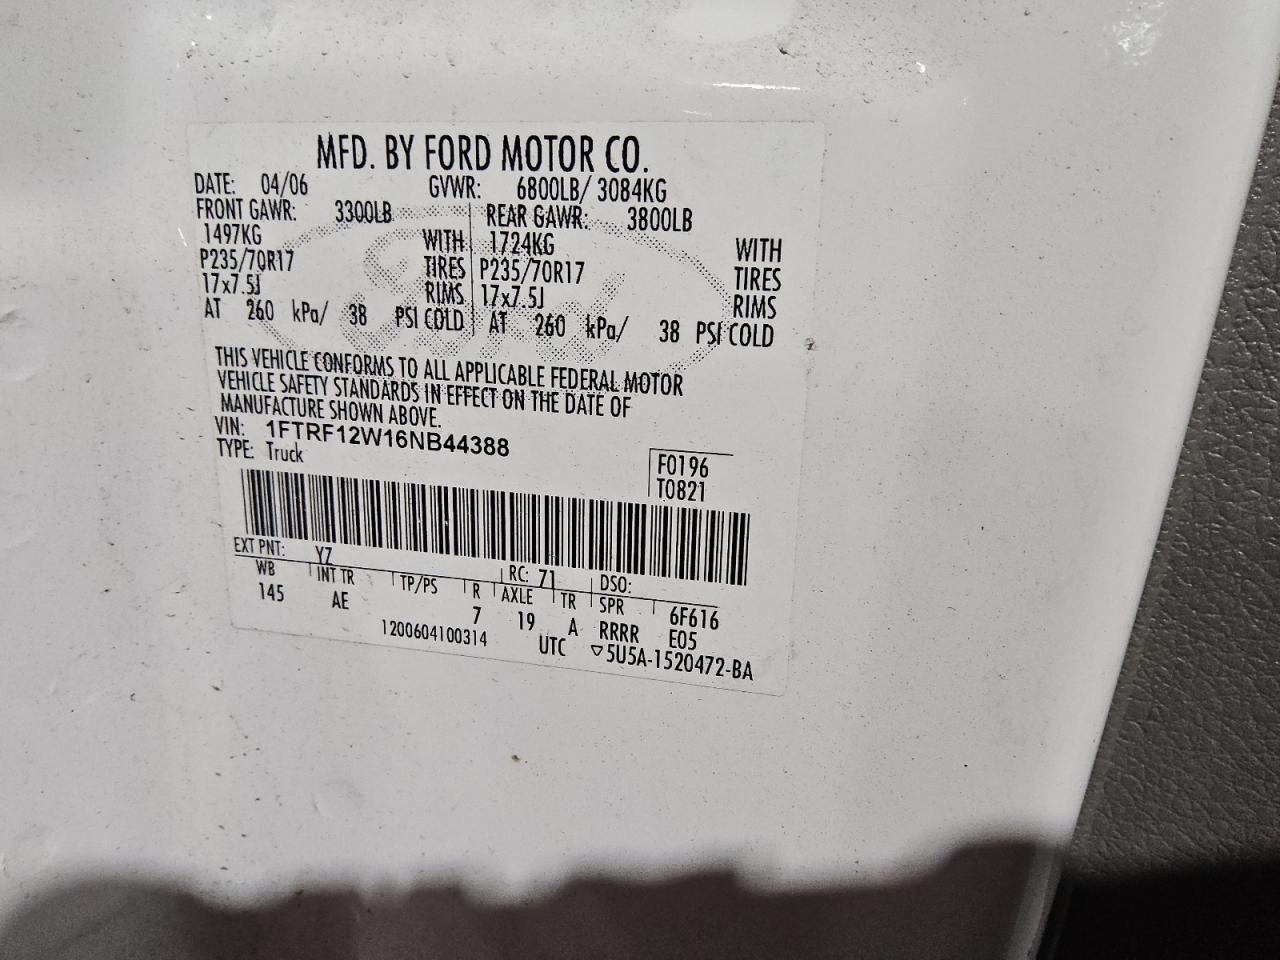 MFD. BY FORD MOTOR CO.
DATE: 04/06 GVWR: 6800LB/ 3084KG
FRONT GAWR: 3300LB REAR GAWR: 3800LB
1497KG WITH 1724KG WITH
P235/70R17 TIRES P235/70R17 TIRES
17x7.5J RIMS 17x7.5J RIMS
AT 260 kPa/ 38 PSI COLD AT 260 kPa/ 38 PSI COLD
THIS VEHICLE CONFORMS TO ALL APPLICABLE FEDERAL MOTOR
VEHICLE SAFETY STANDARDS IN EFFECT ON THE DATE OF
MANUFACTURE SHOWN ABOVE.
VIN: 1FTRF12W16NB44388
TYPE: Truck
F0196
T0821
EXT PNT: YZ RC: 71 DSO:
WB INT TR TP/PS R AXLE TR SPR 6F616
145 AE 7 19 A RRRR E05
1200604100314 UTC ▽5U5A-1520472-BA
Ford